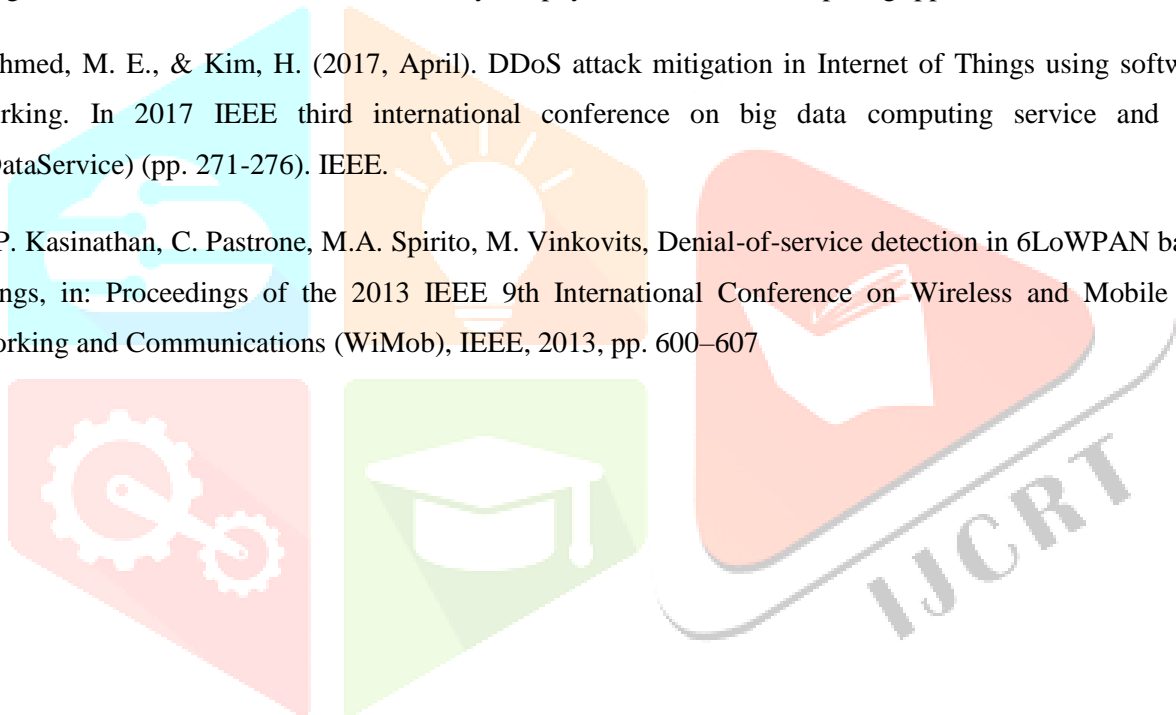 hmed, M. E., & Kim, H. (2017, April). DDoS attack mitigation in Internet of Things using softw
rking. In 2017 IEEE third international conference on big data computing service and
ataService) (pp. 271-276). IEEE.
P. Kasinathan, C. Pastrone, M.A. Spirito, M. Vinkovits, Denial-of-service detection in 6LoWPAN ba
ngs, in: Proceedings of the 2013 IEEE 9th International Conference on Wireless and Mobile
orking and Communications (WiMob), IEEE, 2013, pp. 600–607
IJCRT